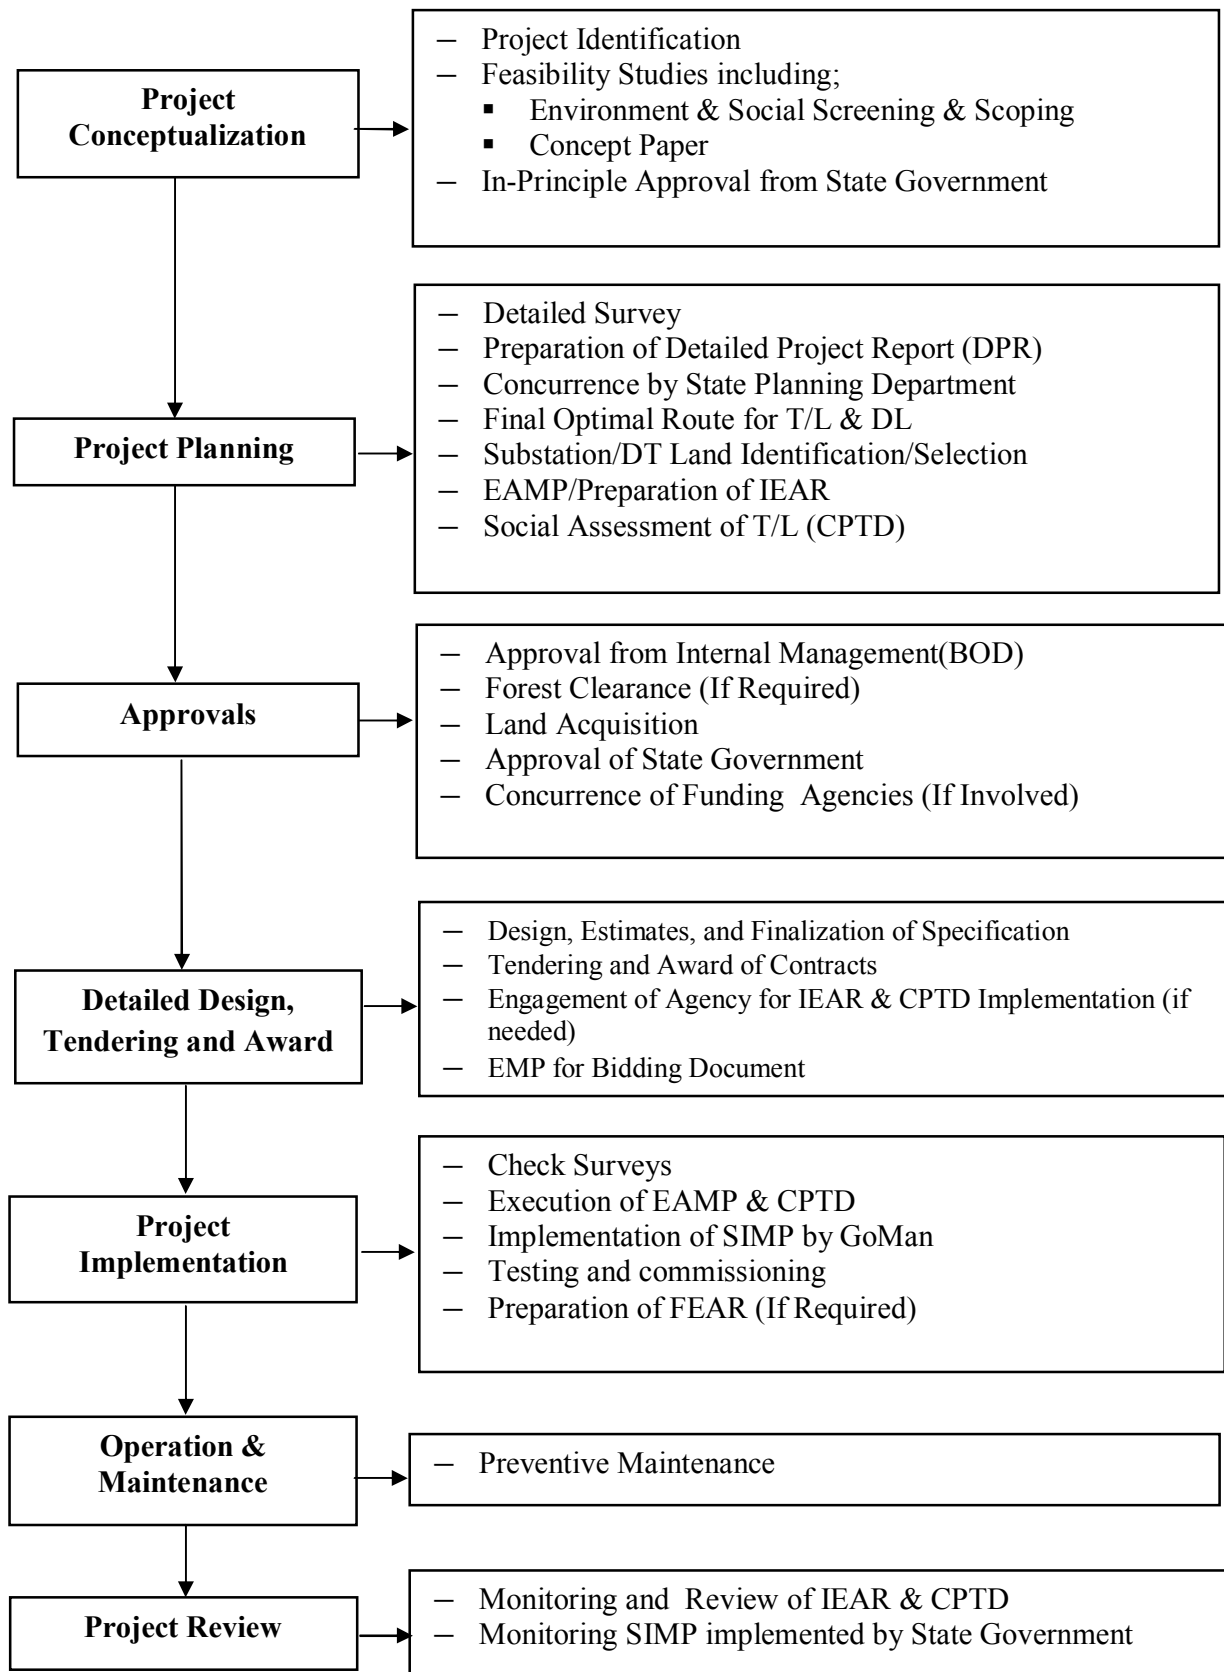 Project
Conceptualization
— Project Identification
— Feasibility Studies including;
▪ Environment & Social Screening & Scoping
▪ Concept Paper
— In-Principle Approval from State Government
Project Planning
— Detailed Survey
— Preparation of Detailed Project Report (DPR)
— Concurrence by State Planning Department
— Final Optimal Route for T/L & DL
— Substation/DT Land Identification/Selection
— EAMP/Preparation of IEAR
— Social Assessment of T/L (CPTD)
Approvals
— Approval from Internal Management(BOD)
— Forest Clearance (If Required)
— Land Acquisition
— Approval of State Government
— Concurrence of Funding Agencies (If Involved)
Detailed Design,
Tendering and Award
— Design, Estimates, and Finalization of Specification
— Tendering and Award of Contracts
— Engagement of Agency for IEAR & CPTD Implementation (if
needed)
— EMP for Bidding Document
Project
Implementation
— Check Surveys
— Execution of EAMP & CPTD
— Implementation of SIMP by GoMan
— Testing and commissioning
— Preparation of FEAR (If Required)
Operation &
Maintenance
— Preventive Maintenance
Project Review
— Monitoring and Review of IEAR & CPTD
— Monitoring SIMP implemented by State Government